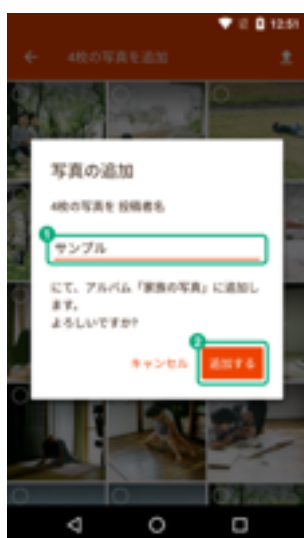 12:51
4枚の写真を追加
写真の追加
4枚の写真を 投稿者名
1
サンプル
にて、アルバム「家族の写真」に追加し
ます。
よろしいですか?
2
キャンセル 追加する